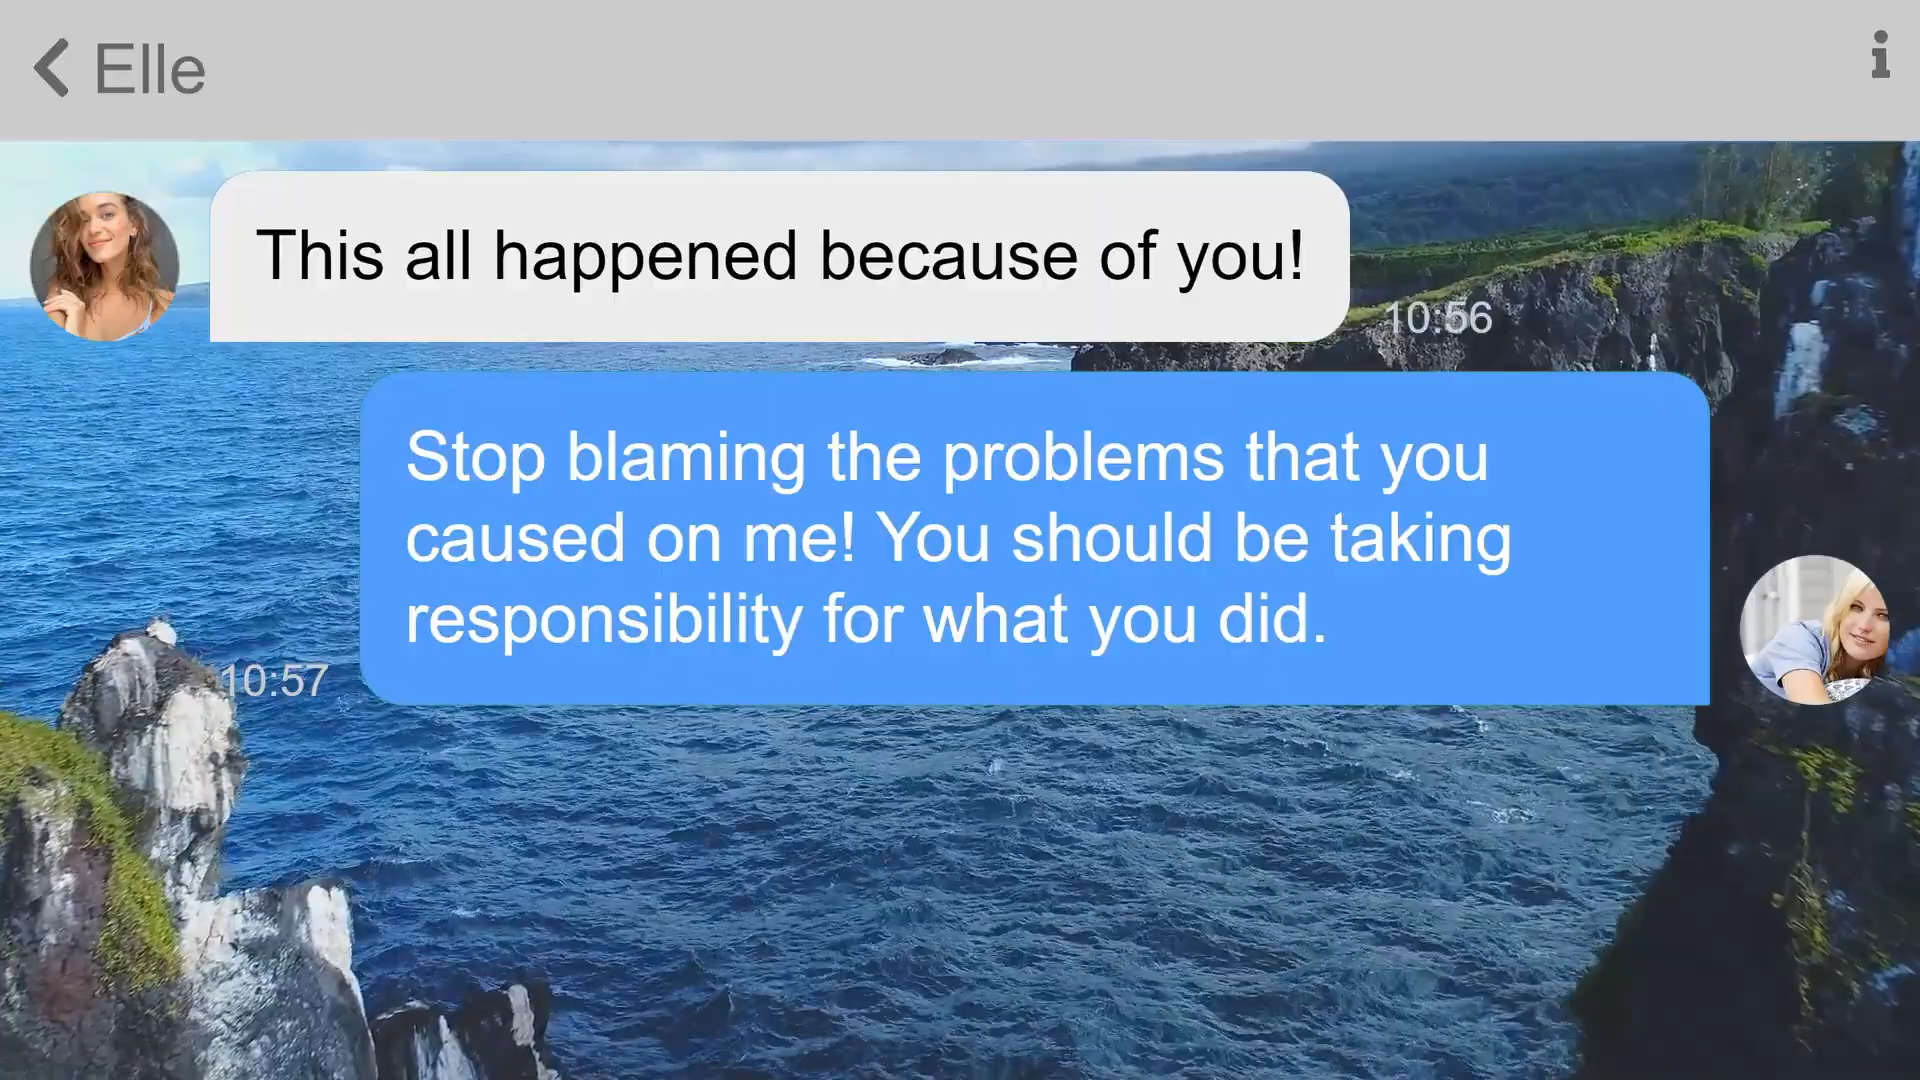 Elle
This all happened because of you!
10:56
Stop blaming the problems that you
caused on me! You should be taking
responsibility for what you did.
10:57